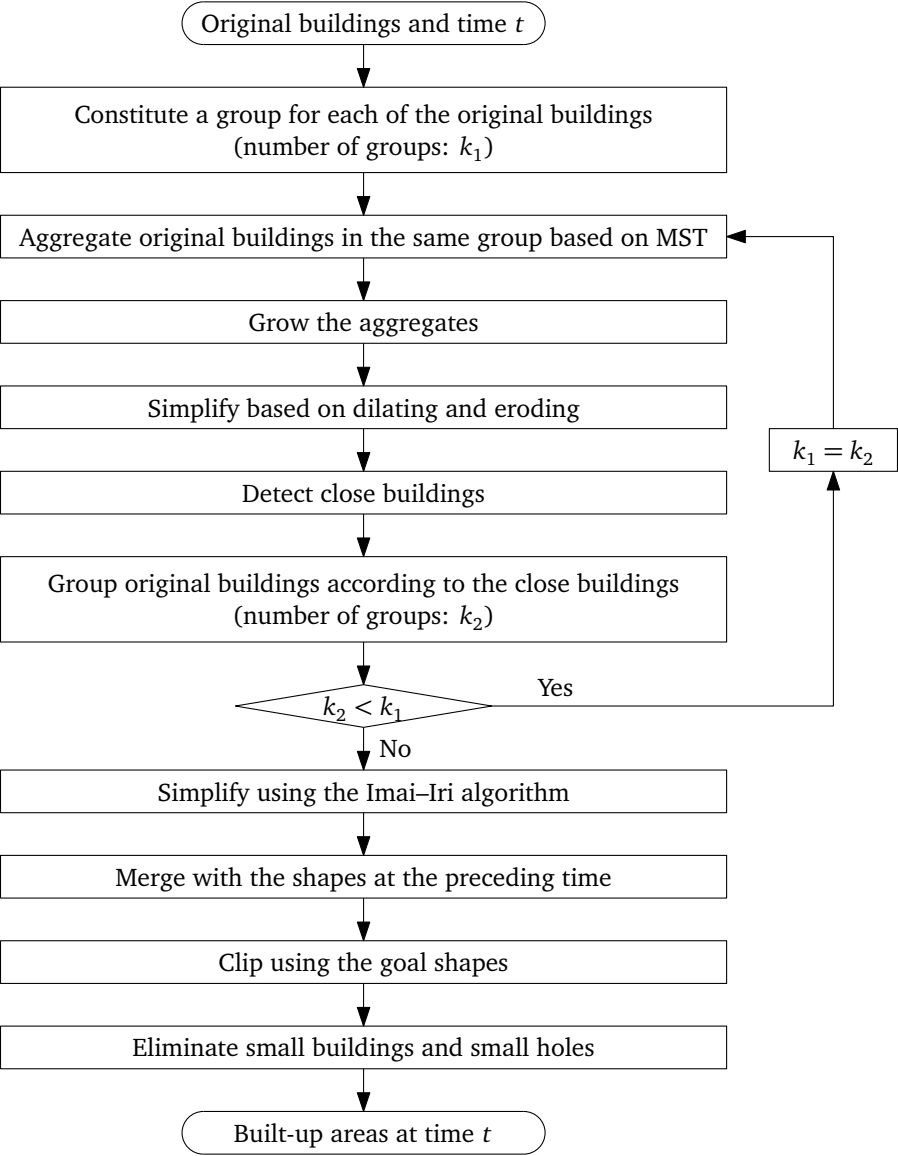 Original buildings and time t
Constitute a group for each of the original buildings
(number of groups: k₁)
Aggregate original buildings in the same group based on MST
Grow the aggregates
Simplify based on dilating and eroding
k₁ = k₂
Detect close buildings
Group original buildings according to the close buildings
(number of groups: k₂)
Yes
k₂ < k₁
No
Simplify using the Imai–Iri algorithm
Merge with the shapes at the preceding time
Clip using the goal shapes
Eliminate small buildings and small holes
Built-up areas at time t